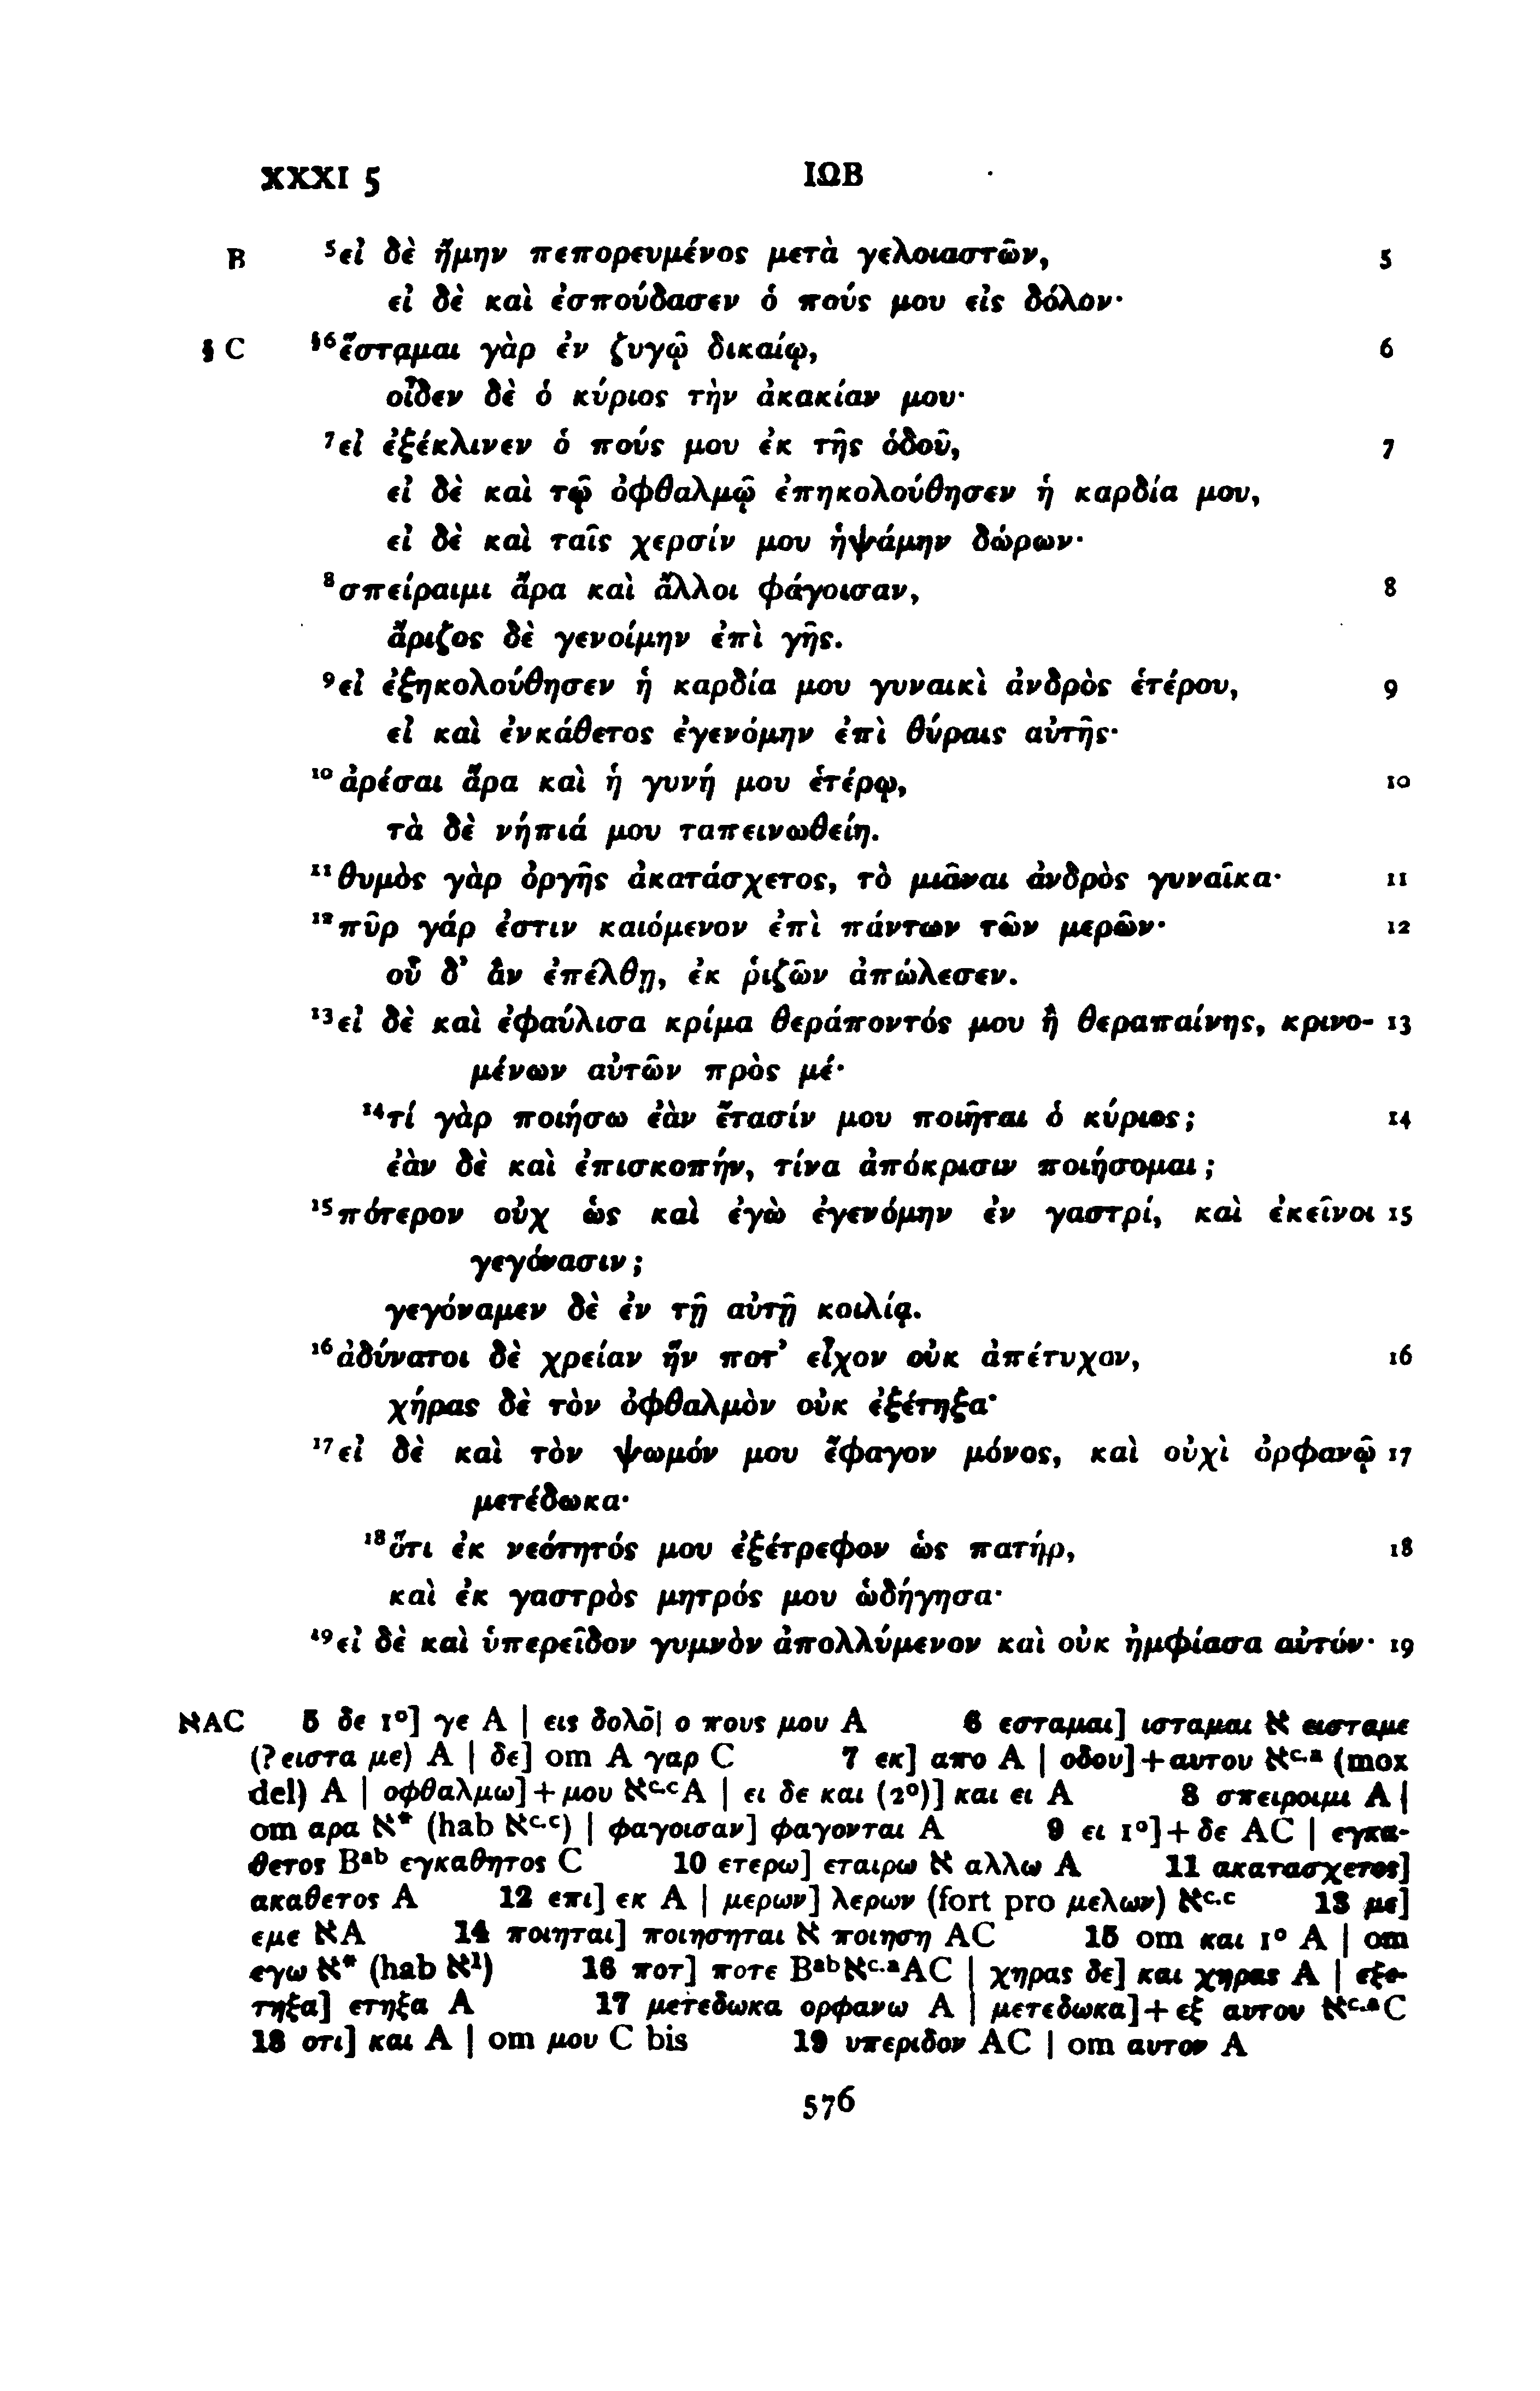 XXXI 5 ΙΩΒ
B ⁵εἰ δὲ ἤμην πεπορευμένος μετὰ γελοιαστῶν, 5
εἰ δὲ καὶ ἐσπούδασεν ὁ πούς μου εἰς δόλον·
§ C §⁶ἕσταμαι γὰρ ἐν ζυγῷ δικαίῳ, 6
οἶδεν δὲ ὁ κύριος τὴν ἀκακίαν μου·
⁷εἰ ἐξέκλινεν ὁ πούς μου ἐκ τῆς ὁδοῦ, 7
εἰ δὲ καὶ τῷ ὀφθαλμῷ ἐπηκολούθησεν ἡ καρδία μου,
εἰ δὲ καὶ ταῖς χερσίν μου ἡψάμην δώρων·
⁸σπείραιμι ἄρα καὶ ἄλλοι φάγοισαν, 8
ἄριζος δὲ γενοίμην ἐπὶ γῆς.
⁹εἰ ἐξηκολούθησεν ἡ καρδία μου γυναικὶ ἀνδρὸς ἑτέρου, 9
εἰ καὶ ἐνκάθετος ἐγενόμην ἐπὶ θύραις αὐτῆς·
¹⁰ἀρέσαι ἄρα καὶ ἡ γυνή μου ἑτέρῳ, 10
τὰ δὲ νήπιά μου ταπεινωθείη.
¹¹θυμὸς γὰρ ὀργῆς ἀκατάσχετος, τὸ μιᾶναι ἀνδρὸς γυναῖκα· 11
¹²πῦρ γάρ ἐστιν καιόμενον ἐπὶ πάντων τῶν μερῶν· 12
οὗ δ’ ἂν ἐπέλθῃ, ἐκ ῥιζῶν ἀπώλεσεν.
¹³εἰ δὲ καὶ ἐφαύλισα κρίμα θεράποντός μου ἢ θεραπαίνης, κρινο- 13
μένων αὐτῶν πρὸς μέ·
¹⁴τί γὰρ ποιήσω ἐὰν ἔτασίν μου ποιῆται ὁ κύριος; 14
ἐὰν δὲ καὶ ἐπισκοπήν, τίνα ἀπόκρισιν ποιήσομαι;
¹⁵πότερον οὐχ ὡς καὶ ἐγὼ ἐγενόμην ἐν γαστρί, καὶ ἐκεῖνοι 15
γεγόνασιν;
γεγόναμεν δὲ ἐν τῇ αὐτῇ κοιλίᾳ.
¹⁶ἀδύνατοι δὲ χρείαν ἥν ποτ’ εἶχον οὐκ ἀπέτυχον, 16
χήρας δὲ τὸν ὀφθαλμὸν οὐκ ἐξέτηξα·
¹⁷εἰ δὲ καὶ τὸν ψωμόν μου ἔφαγον μόνος, καὶ οὐχὶ ὀρφανῷ 17
μετέδωκα·
¹⁸ὅτι ἐκ νεότητός μου ἐξέτρεφον ὡς πατήρ, 18
καὶ ἐκ γαστρὸς μητρός μου ὡδήγησα·
¹⁹εἰ δὲ καὶ ὑπερεῖδον γυμνὸν ἀπολλύμενον καὶ οὐκ ἠμφίασα αὐτόν· 19
ℵAC 5 δε 1°] γε A | εις δολο̄| ο πους μου A 6 εσταμαι] ισταμαι ℵ εισταμε
(? ειστα με) A | δε] om A γαρ C 7 εκ] απο A | οδου]+αυτου ℵᶜ·ᵃ (mox
del) A | οφθαλμω]+μου ℵᶜ·ᶜA | ει δε και (2°)] και ει A 8 σπειροιμι A |
om αρα ℵ* (hab ℵᶜ·ᶜ) | φαγοισαν] φαγονται A 9 ει 1°]+δε AC | εγκα-
θετος Bᵃᵇ εγκαθητος C 10 ετερω] εταιρω ℵ αλλω A 11 ακατασχετος]
ακαθετος A 12 επι] εκ A | μερων] λερων (fort pro μελων) ℵᶜ·ᶜ 13 με]
εμε ℵA 14 ποιηται] ποιησηται ℵ ποιηση AC 15 om και 1° A | om
εγω ℵ* (hab ℵ¹) 16 ποτ] ποτε Bᵃᵇℵᶜ·ᵃAC | χηρας δε] και χηρας A | εξε-
τηξα] ετηξα A 17 μετεδωκα ορφανω A | μετεδωκα]+εξ αυτου ℵᶜ·ᵃC
18 οτι] και A | om μου C bis 19 υπεριδον AC | om αυτον A
576